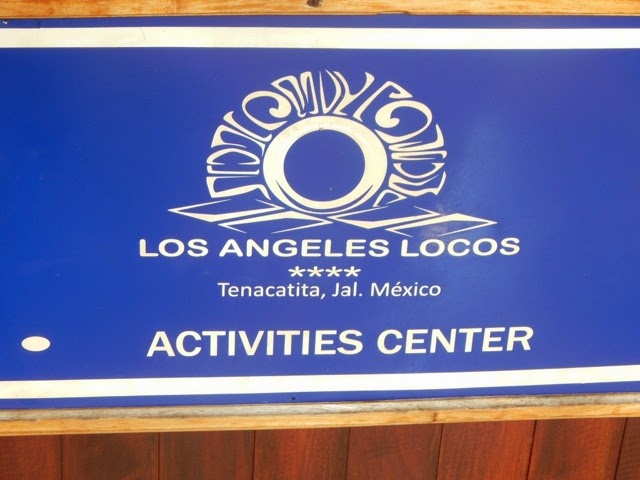 LOS ANGELES LOCOS
****
Tenacatita, Jal. México
ACTIVITIES CENTER